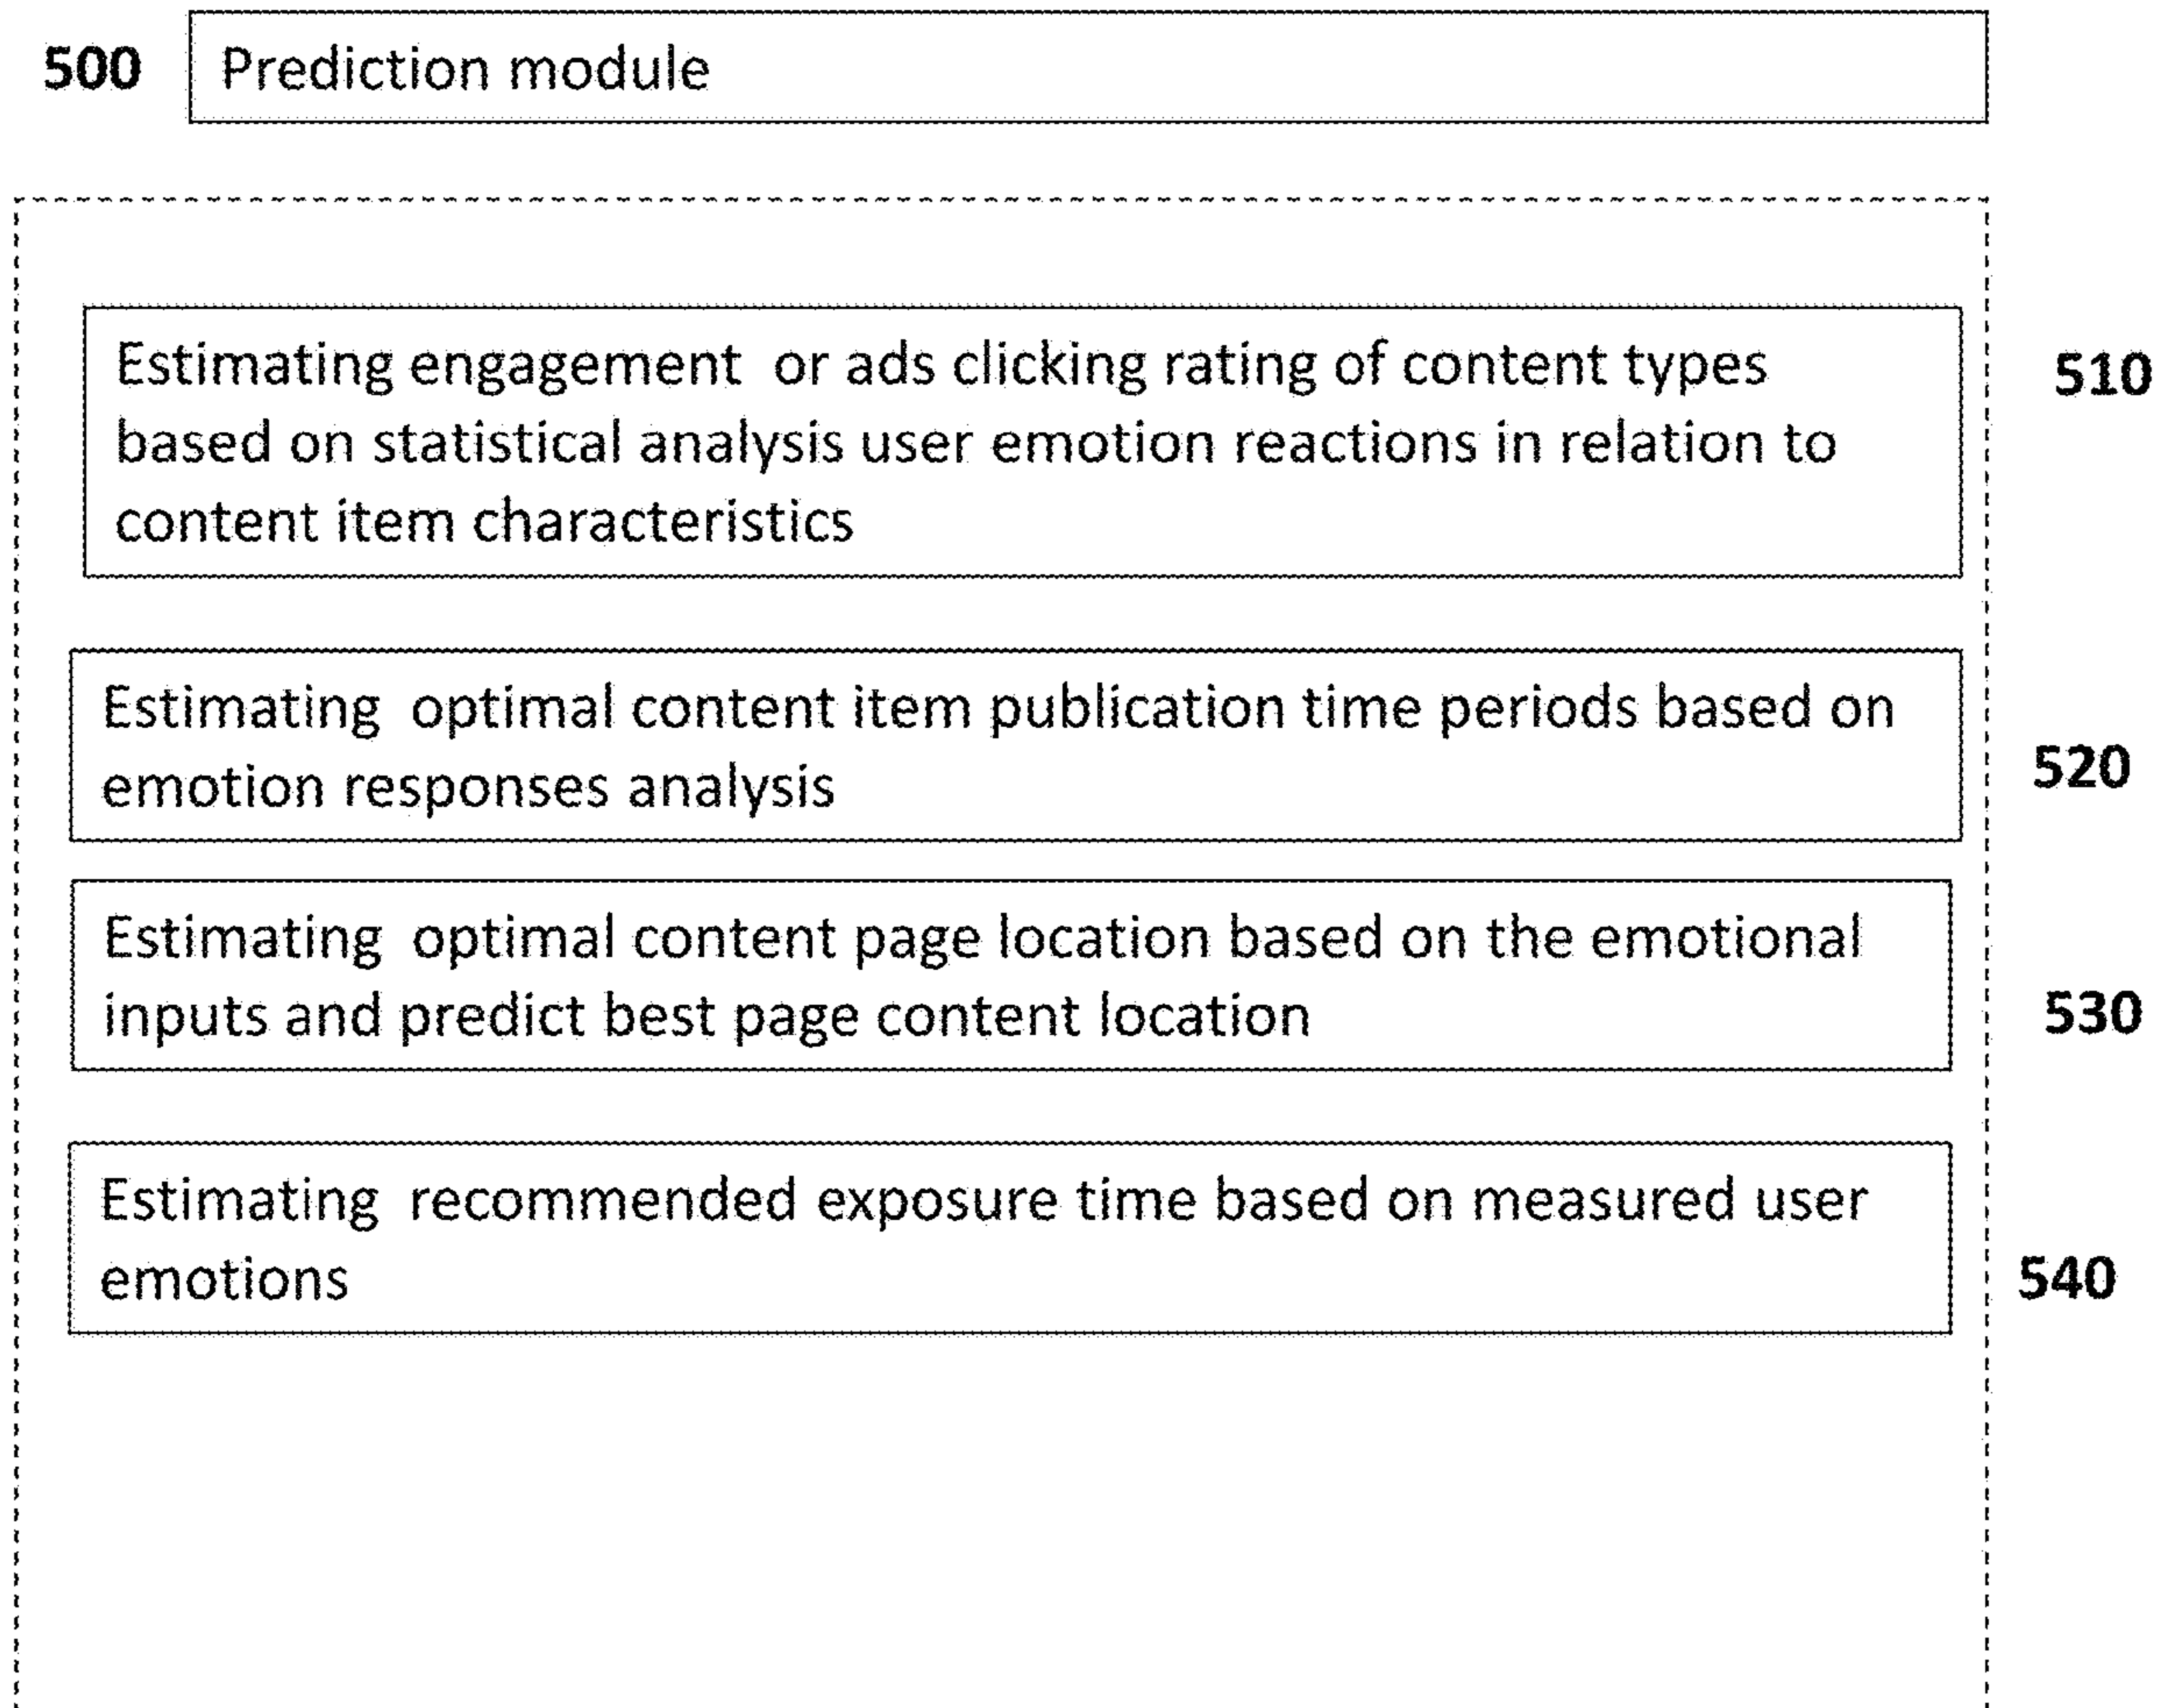 500 Prediction module
Estimating engagement or ads clicking rating of content types
510
based on statistical analysis user emotion reactions in relation to
content item characteristics
Estimating optimal content item publication time periods based on
emotion responses analysis
520
Estimating optimal content page location based on the emotional
inputs and predict best page content location
530
Estimating recommended exposure time based on measured user
emotions
540